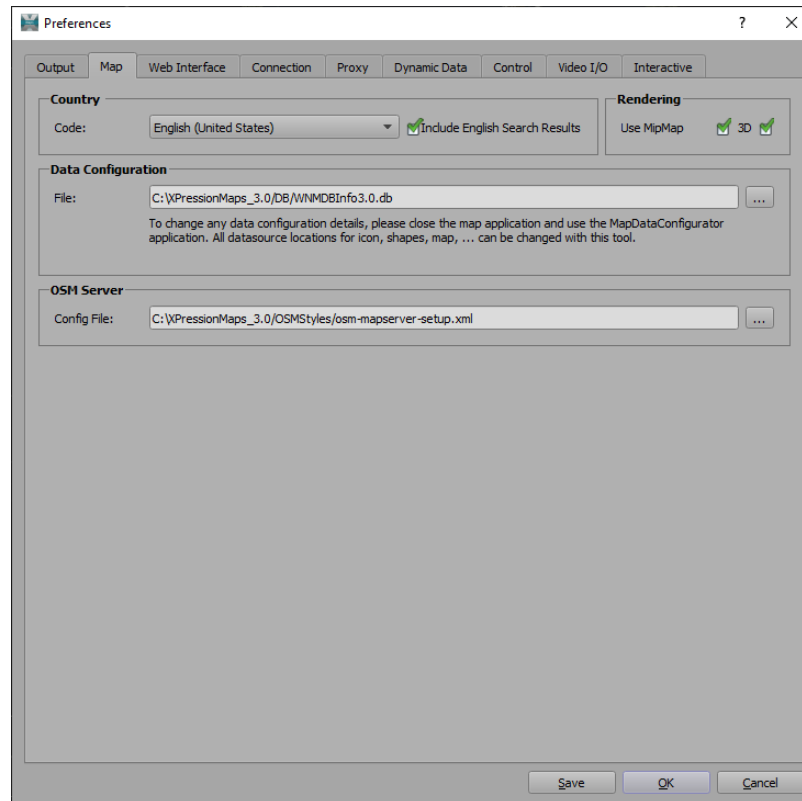 Preferences
?
Output Map Web Interface Connection Proxy Dynamic Data Control Video I/O Interactive
Country
Code: English (United States) Include English Search Results
Rendering
Use MipMap 3D
Data Configuration
File: C:\XPressionMaps_3.0/DB/WNMDBInfo3.0.db ...
To change any data configuration details, please close the map application and use the MapDataConfigurator
application. All datasource locations for icon, shapes, map, ... can be changed with this tool.
OSM Server
Config File: C:\XPressionMaps_3.0/OSMStyles/osm-mapserver-setup.xml ...
Save OK Cancel